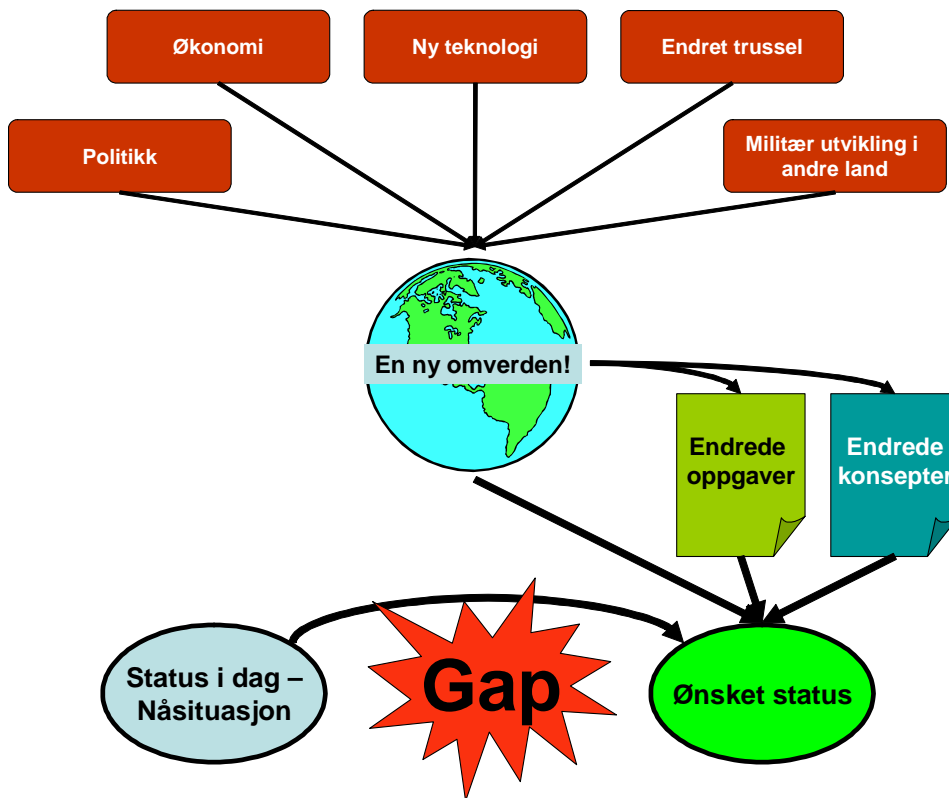 Økonomi
Ny teknologi
Endret trussel
Politikk
Militær utvikling i
andre land
En ny omverden!
Endrede
oppgaver
Endrede
konsepter
Status i dag –
Nåsituasjon
Gap
Ønsket status